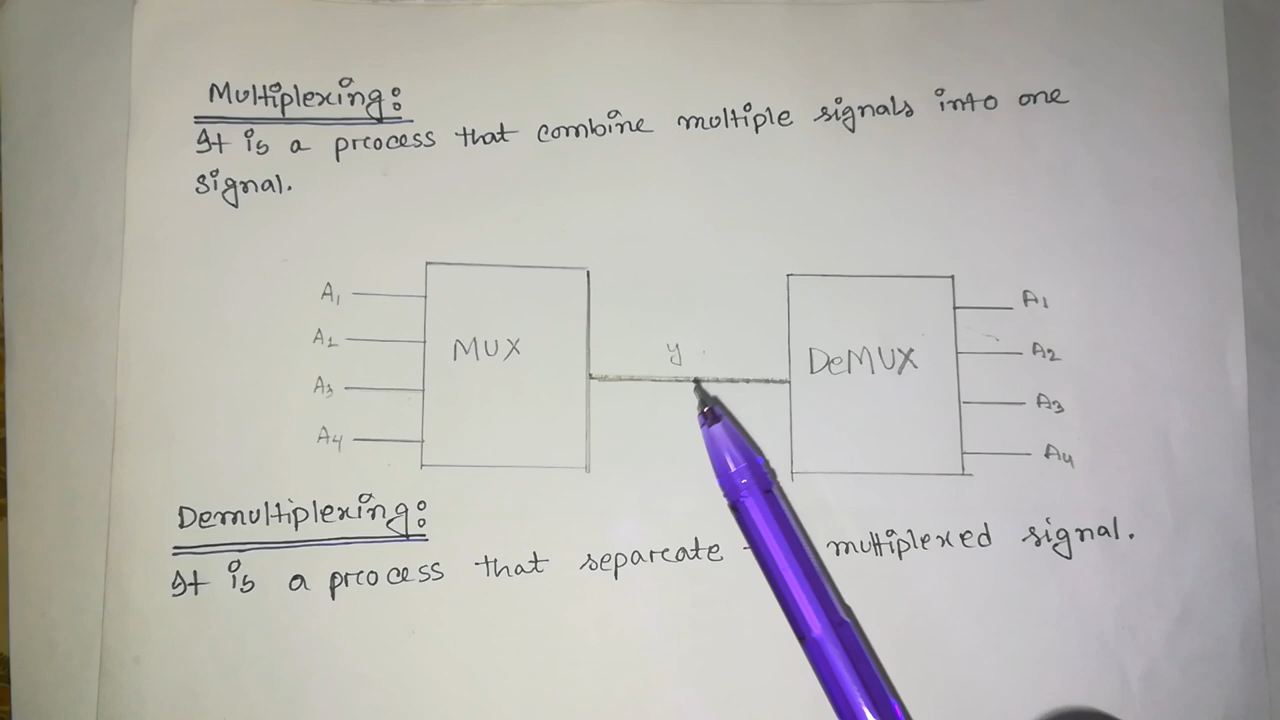 Multiplexing:
It is a process that combine multiple signals into one
signal.
A1
A2
A3
A4
MUX
y
DeMUX
A1
A2
A3
A4
Demultiplexing:
It is a process that separate multiplexed signal.